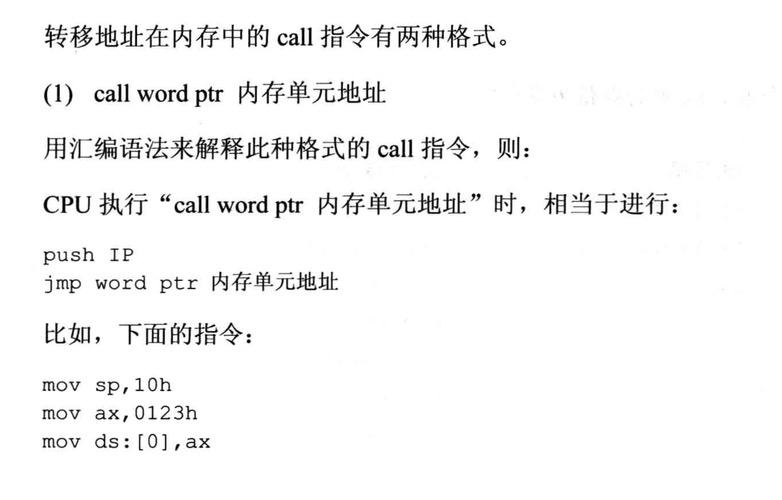 转移地址在内存中的 call 指令有两种格式。
(1) call word ptr 内存单元地址
用汇编语法来解释此种格式的 call 指令，则：
CPU 执行“call word ptr 内存单元地址”时，相当于进行：
push IP
jmp word ptr 内存单元地址
比如，下面的指令：
mov sp,10h
mov ax,0123h
mov ds:[0],ax